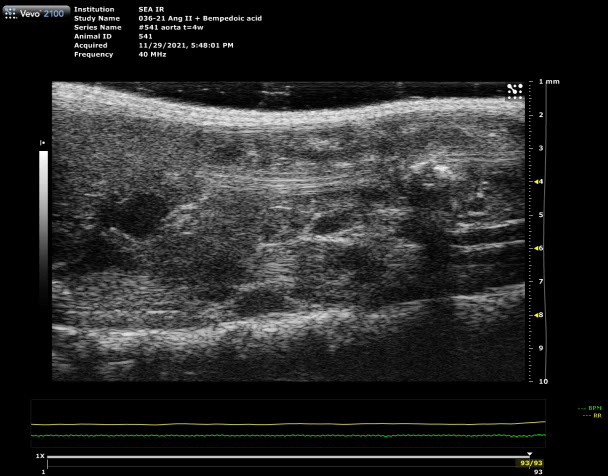 Vevo 2100
Institution SEA IR
Study Name 036-21 Ang II + Bempedoic acid
Series Name #541 aorta t=4w
Animal ID 541
Acquired 11/29/2021, 5:48:01 PM
Frequency 40 MHz
1 mm
2
3
4
5
6
7
8
9
10
BPM
RR
1X
93/93
1 93